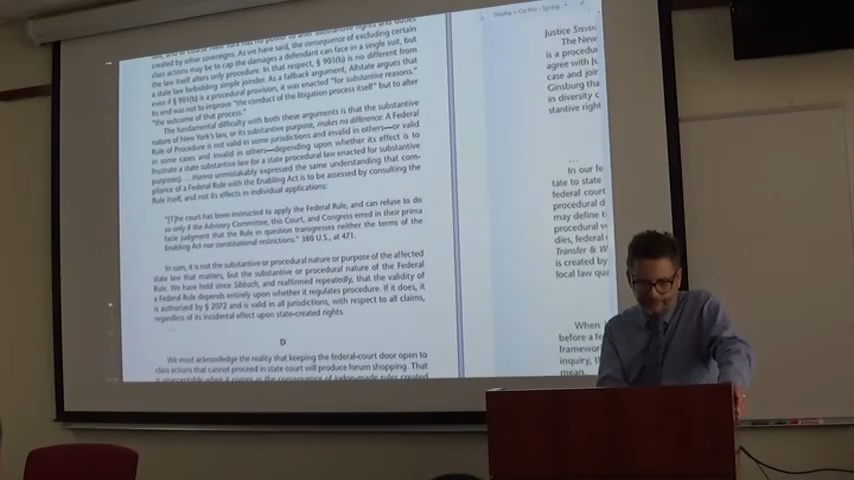 created by other sovereigns. As we have said, the consequence of excluding certain
class actions may be to cap the damages a defendant can face in a single suit, but
the law itself alters only procedure. In that respect, § 901(b) is no different from
a state law forbidding simple joinder. As a fallback argument, Allstate argues that
even if § 901(b) is a procedural provision, it was enacted "for substantive reasons."
Its end was not to improve "the conduct of the litigation process itself" but to alter
"the outcome of that process."
The fundamental difficulty with both these arguments is that the substantive
nature of New York's law, or its substantive purpose, makes no difference. A Federal
Rule of Procedure is not valid in some jurisdictions and invalid in others—or valid
in some cases and invalid in others—depending upon whether its effect is to
frustrate a state substantive law (or a state procedural law enacted for substantive
purposes). ... Hanna unmistakably expressed the same understanding that com-
pliance of a Federal Rule with the Enabling Act is to be assessed by consulting the
Rule itself, and not its effects in individual applications:
"[T]he court has been instructed to apply the Federal Rule, and can refuse to do
so only if the Advisory Committee, this Court, and Congress erred in their prima
facie judgment that the Rule in question transgresses neither the terms of the
Enabling Act nor constitutional restrictions." 380 U.S., at 471.
In sum, it is not the substantive or procedural nature or purpose of the affected
state law that matters, but the substantive or procedural nature of the Federal
Rule. We have held since Sibbach, and reaffirmed repeatedly, that the validity of
a Federal Rule depends entirely upon whether it regulates procedure. If it does, it
is authorized by § 2072 and is valid in all jurisdictions, with respect to all claims,
regardless of its incidental effect upon state-created rights.
...
D
We must acknowledge the reality that keeping the federal-court door open to
class actions that cannot proceed in state court will produce forum shopping. That
is unacceptable when it comes as the consequence of judge-made rules created
Justice
The New
is a procedu
agree with
case and joir
Ginsburg tha
in diversity c
stantive right
...
In our fe
tate to state
federal court
procedural d
may define t
procedural v
dies, federal
Transfer & W
is created by
local law qua
When
before a fe
framewor
inquiry,
mean.